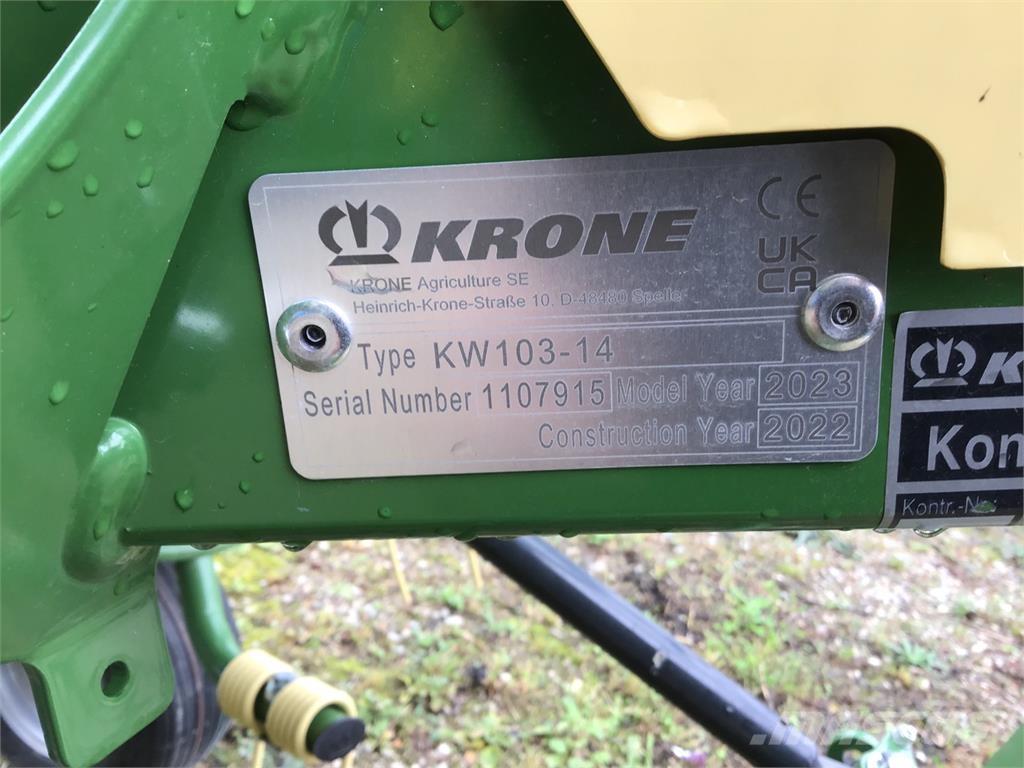 KRONE
CE
UK
CA
KRONE Agriculture SE
Heinrich-Krone-Straße 10, D-48480 Spelle
Type KW103-14
Serial Number 1107915 Model Year 2023
Construction Year 2022
K
Kon
Kontr.-Nr.: